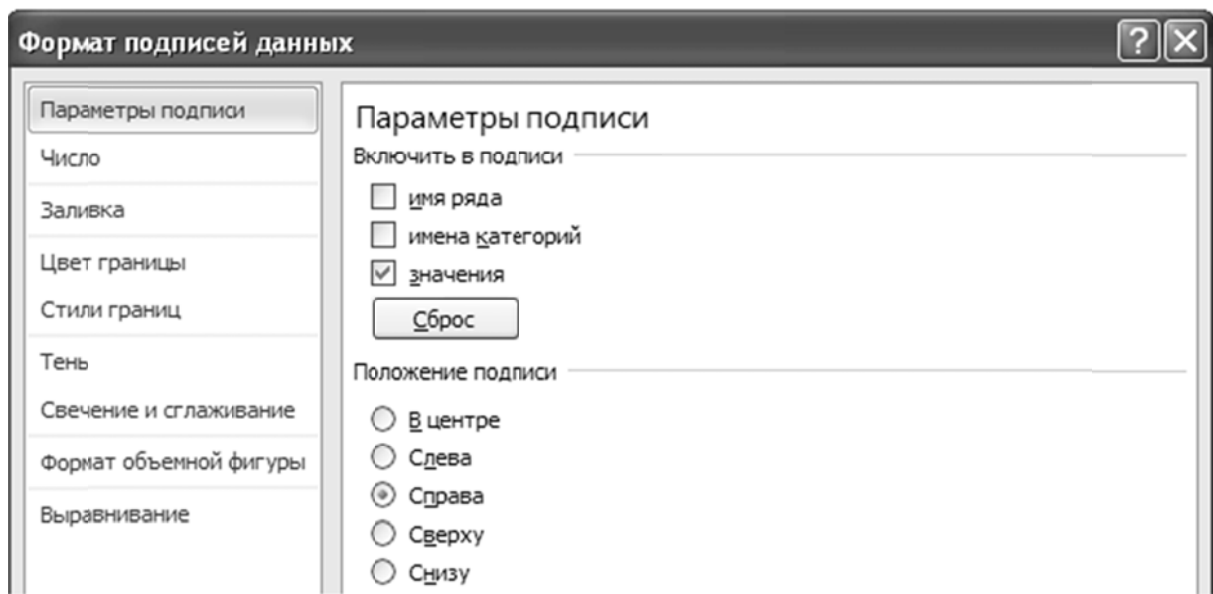 Формат подписей данных
Параметры подписи
Число
Заливка
Цвет границы
Стили границ
Тень
Свечение и сглаживание
Формат объемной фигуры
Выравнивание
Параметры подписи
Включить в подписи
имя ряда
имена категорий
значения
Сброс
Положение подписи
В центре
Слева
Справа
Сверху
Снизу